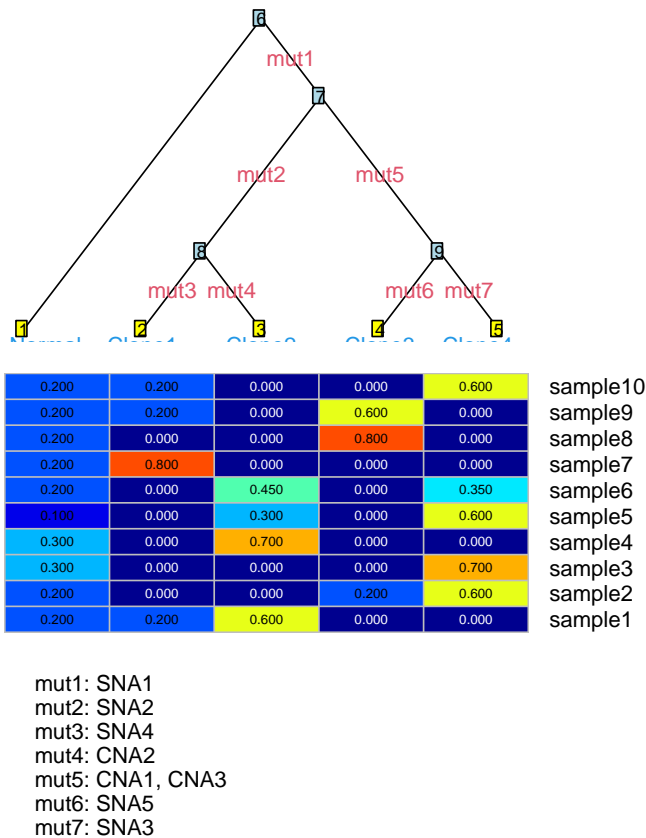 6
mut1
7
mut2 mut5
8 9
mut3 mut4 mut6 mut7
1 2 3 4 5
Normal Clone1 Clone2 Clone3 Clone4
0.200 0.200 0.000 0.000 0.600 sample10
0.200 0.200 0.000 0.600 0.000 sample9
0.200 0.000 0.000 0.800 0.000 sample8
0.200 0.800 0.000 0.000 0.000 sample7
0.200 0.000 0.450 0.000 0.350 sample6
0.100 0.000 0.300 0.000 0.600 sample5
0.300 0.000 0.700 0.000 0.000 sample4
0.300 0.000 0.000 0.000 0.700 sample3
0.200 0.000 0.000 0.200 0.600 sample2
0.200 0.200 0.600 0.000 0.000 sample1
mut1: SNA1
mut2: SNA2
mut3: SNA4
mut4: CNA2
mut5: CNA1, CNA3
mut6: SNA5
mut7: SNA3